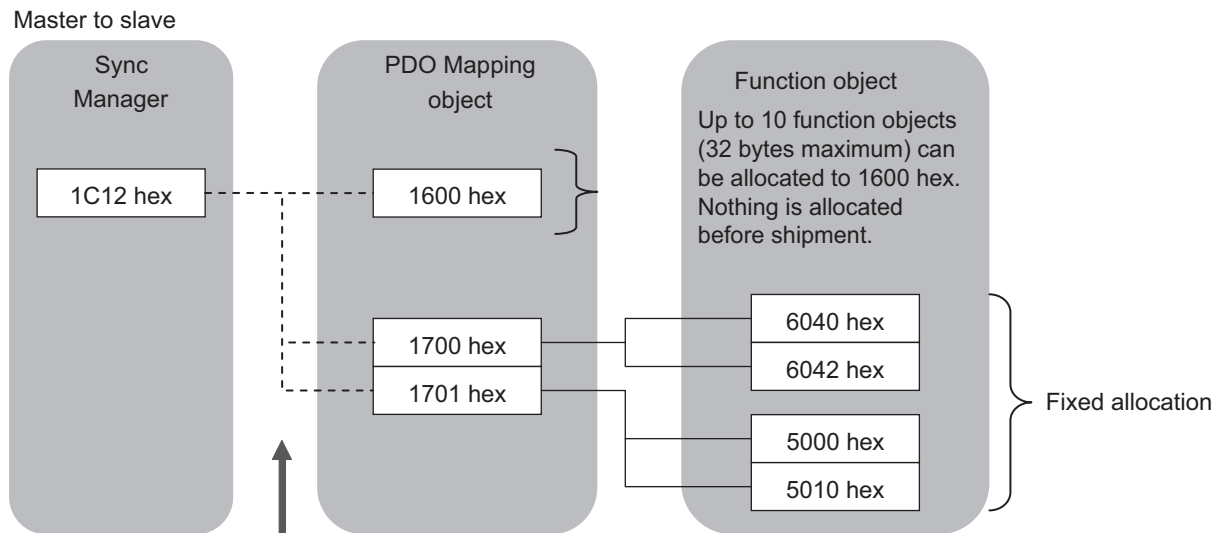 Master to slave
Sync
Manager
PDO Mapping
object
Function object
Up to 10 function objects
(32 bytes maximum) can
be allocated to 1600 hex.
Nothing is allocated
before shipment.
1C12 hex
1600 hex
1700 hex
1701 hex
6040 hex
6042 hex
5000 hex
5010 hex
Fixed allocation